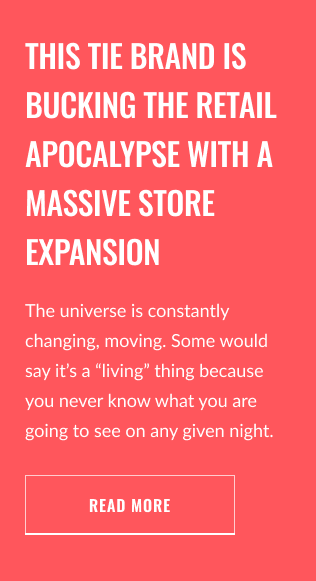 THIS TIE BRAND IS
BUCKING THE RETAIL
APOCALYPSE WITH A
MASSIVE STORE
EXPANSION
The universe is constantly
changing, moving. Some would
say it’s a “living” thing because
you never know what you are
going to see on any given night.
READ MORE